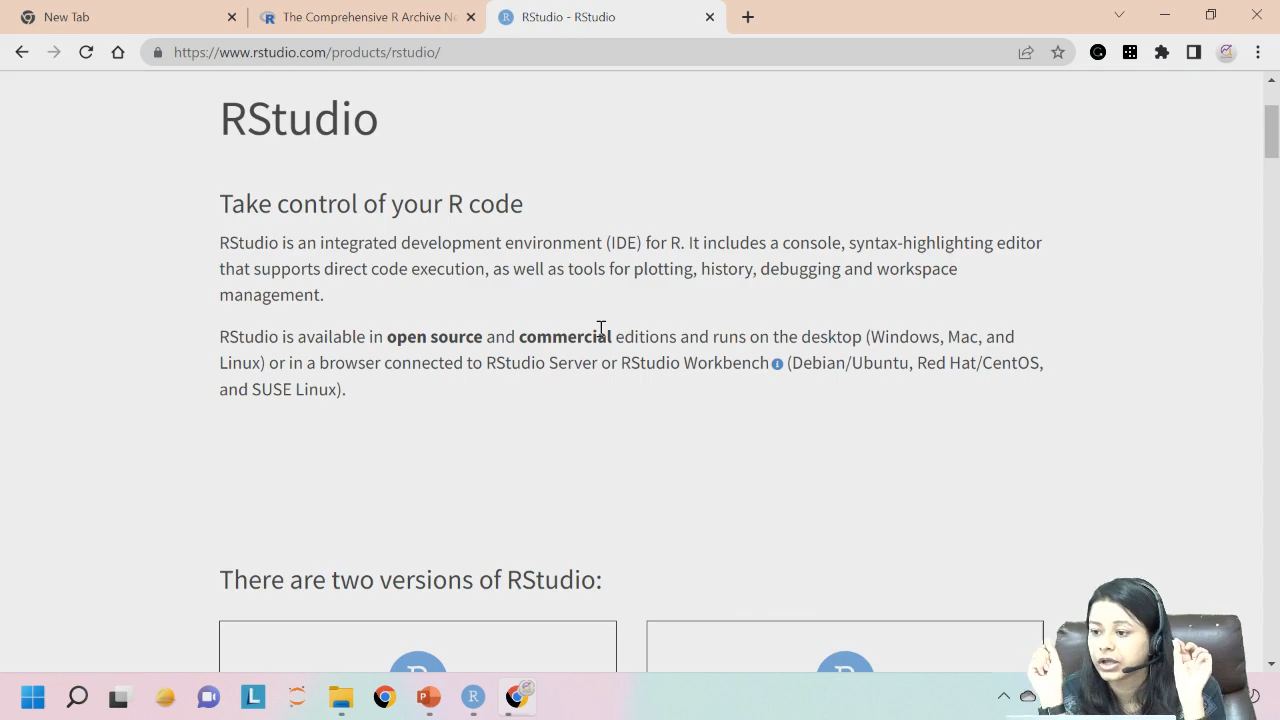 New Tab
The Comprehensive R Archive Ne
RStudio - RStudio
https://www.rstudio.com/products/rstudio/
RStudio
Take control of your R code
RStudio is an integrated development environment (IDE) for R. It includes a console, syntax-highlighting editor
that supports direct code execution, as well as tools for plotting, history, debugging and workspace
management.
RStudio is available in open source and commercial editions and runs on the desktop (Windows, Mac, and
Linux) or in a browser connected to RStudio Server or RStudio Workbench (Debian/Ubuntu, Red Hat/CentOS,
and SUSE Linux).
There are two versions of RStudio:
R R
L R